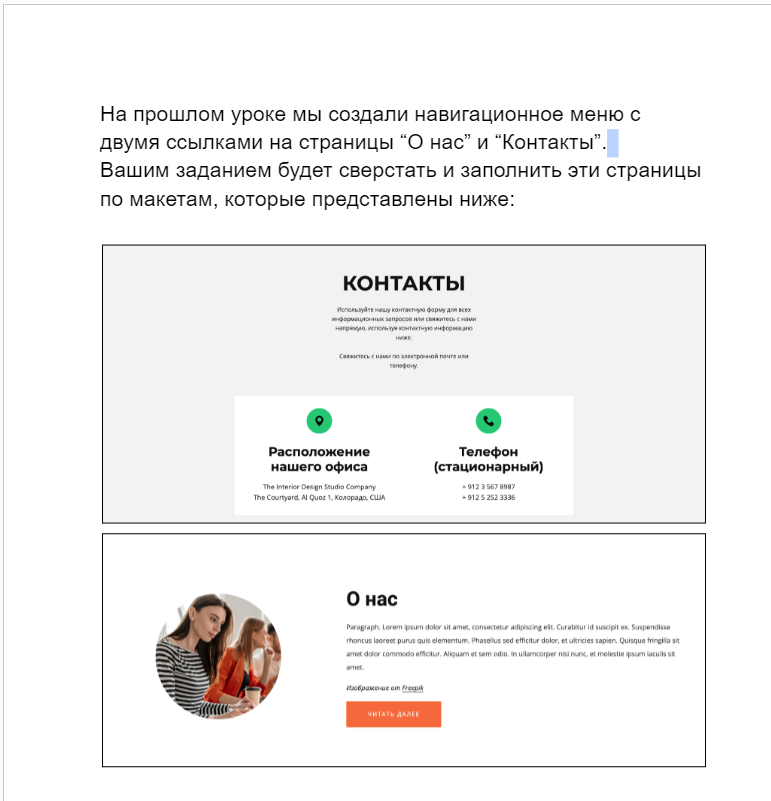 На прошлом уроке мы создали навигационное меню с
двумя ссылками на страницы “О нас” и “Контакты”.
Вашим заданием будет сверстать и заполнить эти страницы
по макетам, которые представлены ниже:
КОНТАКТЫ
Используйте нашу контактную форму для всех
информационных запросов или свяжитесь с нами
напрямую, используя контактную информацию
ниже.
Свяжитесь с нами по электронной почте или
телефону.
Расположение
нашего офиса
The Interior Design Studio Company
The Courtyard, Al Quoz 1, Колорадо, США
Телефон
(стационарный)
+ 912 3 567 8987
+ 912 5 252 3336
О нас
Paragraph. Lorem ipsum dolor sit amet, consectetur adipiscing elit. Curabitur id suscipit ex. Suspendisse
rhoncus laoreet purus quis elementum. Phasellus sed efficitur dolor, et ultricies sapien. Quisque fringilla sit
amet dolor commodo efficitur. Aliquam et sem odio. In ullamcorper nisi nunc, et molestie ipsum iaculis sit
amet.
Изображение от Freepik
ЧИТАТЬ ДАЛЕЕ